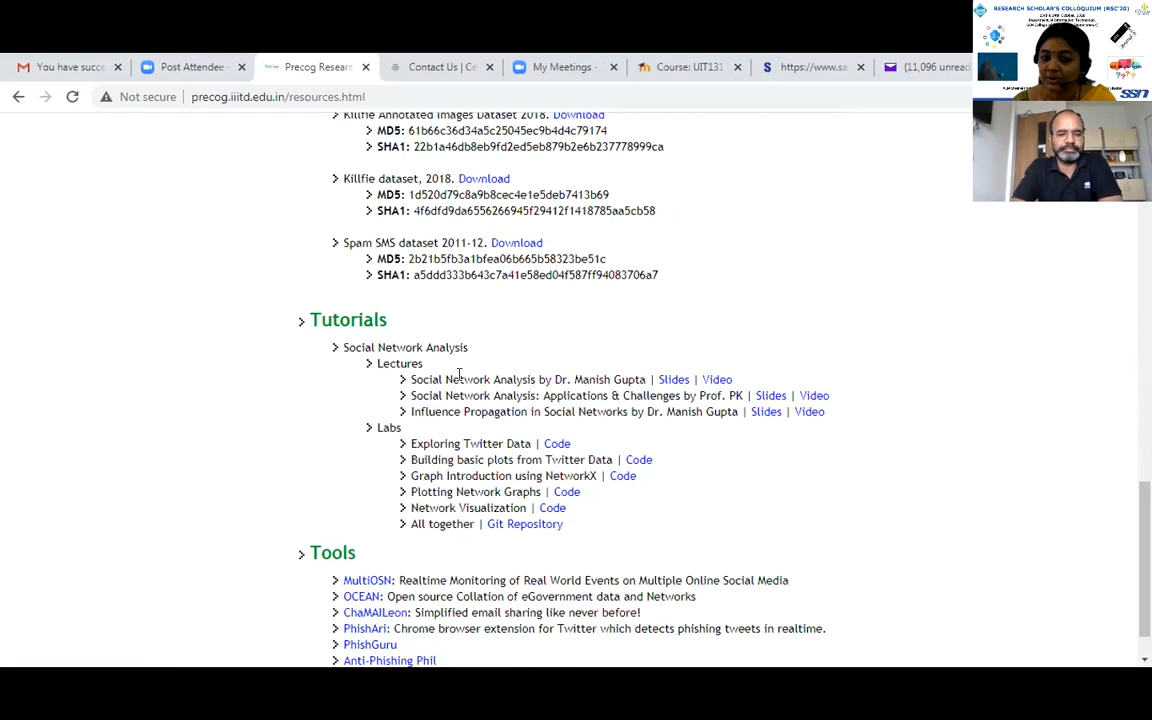 RESEARCH SCHOLAR'S COLLOQUIUM (RSC'20)
You have succe
Post Attendee -
Precog Researc
Contact Us | Ce
My Meetings -
Course: UIT131
https://www.sa
(11,096 unread
ssn
Not secure
precog.iiitd.edu.in/resources.html
Killfie Annotated Images Dataset 2018. Download
MD5: 61b66c36d34a5c25045ec9b4d4c79174
SHA1: 22b1a46db8eb9fd2ed5eb879b2e6b237778999ca
Killfie dataset, 2018. Download
MD5: 1d520d79c8a9b8cec4e1e5deb7413b69
SHA1: 4f6dfd9da6556266945f29412f1418785aa5cb58
Spam SMS dataset 2011-12. Download
MD5: 2b21b5fb3a1bfea06b665b58323be51c
SHA1: a5ddd333b643c7a41e58ed04f587ff94083706a7
Tutorials
Social Network Analysis
Lectures
Social Network Analysis by Dr. Manish Gupta | Slides | Video
Social Network Analysis: Applications & Challenges by Prof. PK | Slides | Video
Influence Propagation in Social Networks by Dr. Manish Gupta | Slides | Video
Labs
Exploring Twitter Data | Code
Building basic plots from Twitter Data | Code
Graph Introduction using NetworkX | Code
Plotting Network Graphs | Code
Network Visualization | Code
All together | Git Repository
Tools
MultiOSN: Realtime Monitoring of Real World Events on Multiple Online Social Media
OCEAN: Open source Collation of eGovernment data and Networks
ChaMAILeon: Simplified email sharing like never before!
PhishAri: Chrome browser extension for Twitter which detects phishing tweets in realtime.
PhishGuru
Anti-Phishing Phil